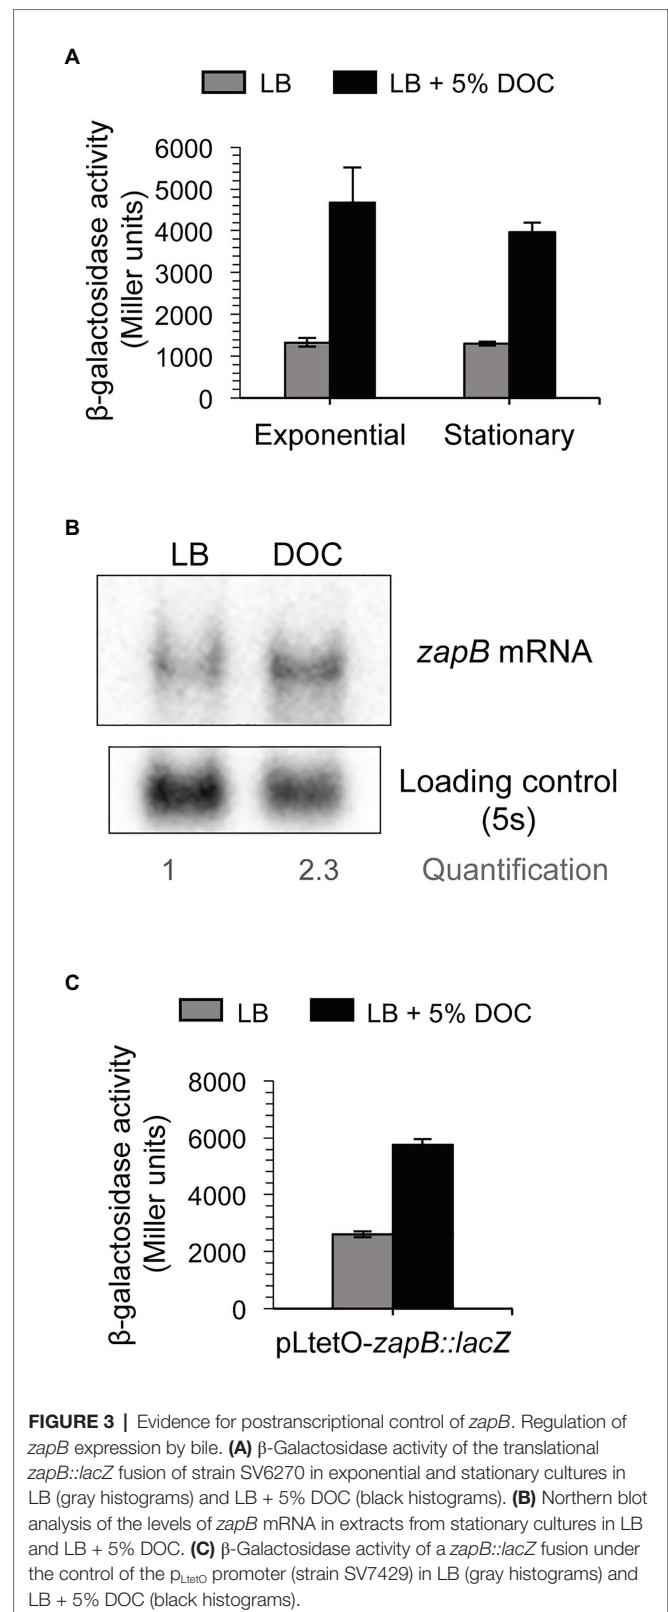 A
LB LB + 5% DOC
β-galactosidase activity
(Miller units)
6000
5000
4000
3000
2000
1000
0
Exponential Stationary
B
LB DOC
zapB mRNA
Loading control
(5s)
1 2.3 Quantification
C
LB LB + 5% DOC
β-galactosidase activity
(Miller units)
8000
6000
4000
2000
0
pLtetO-zapB::lacZ
FIGURE 3 | Evidence for postranscriptional control of zapB. Regulation of
zapB expression by bile. (A) β-Galactosidase activity of the translational
zapB::lacZ fusion of strain SV6270 in exponential and stationary cultures in
LB (gray histograms) and LB + 5% DOC (black histograms). (B) Northern blot
analysis of the levels of zapB mRNA in extracts from stationary cultures in LB
and LB + 5% DOC. (C) β-Galactosidase activity of a zapB::lacZ fusion under
the control of the pLtetO promoter (strain SV7429) in LB (gray histograms) and
LB + 5% DOC (black histograms).